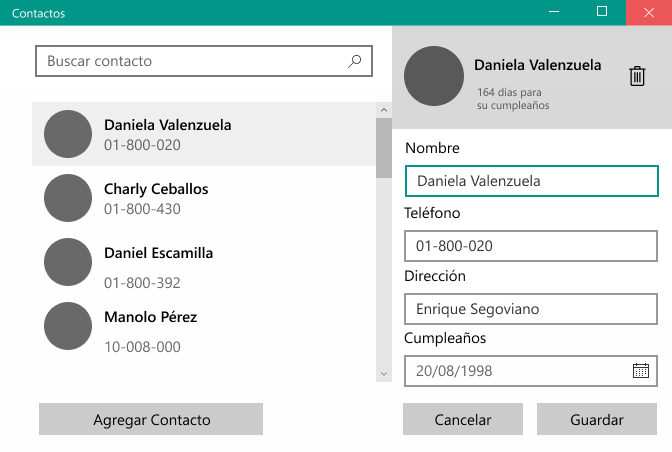 Contactos
Buscar contacto
Daniela Valenzuela
01-800-020
Charly Ceballos
01-800-430
Daniel Escamilla
01-800-392
Manolo Pérez
10-008-000
Agregar Contacto
Daniela Valenzuela
164 dias para
su cumpleaños
Nombre
Daniela Valenzuela
Teléfono
01-800-020
Dirección
Enrique Segoviano
Cumpleaños
20/08/1998
Cancelar
Guardar